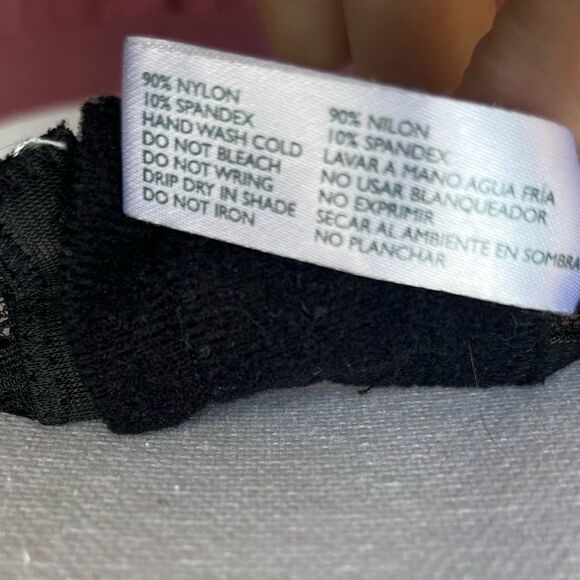 90% NYLON
10% SPANDEX
HAND WASH COLD
DO NOT BLEACH
DO NOT WRING
DRIP DRY IN SHADE
DO NOT IRON
90% NILON
10% SPANDEX
LAVAR A MANO AGUA FRÍA
NO USAR BLANQUEADOR
NO EXPRIMIR
SECAR AL AMBIENTE EN SOMBRA
NO PLANCHAR